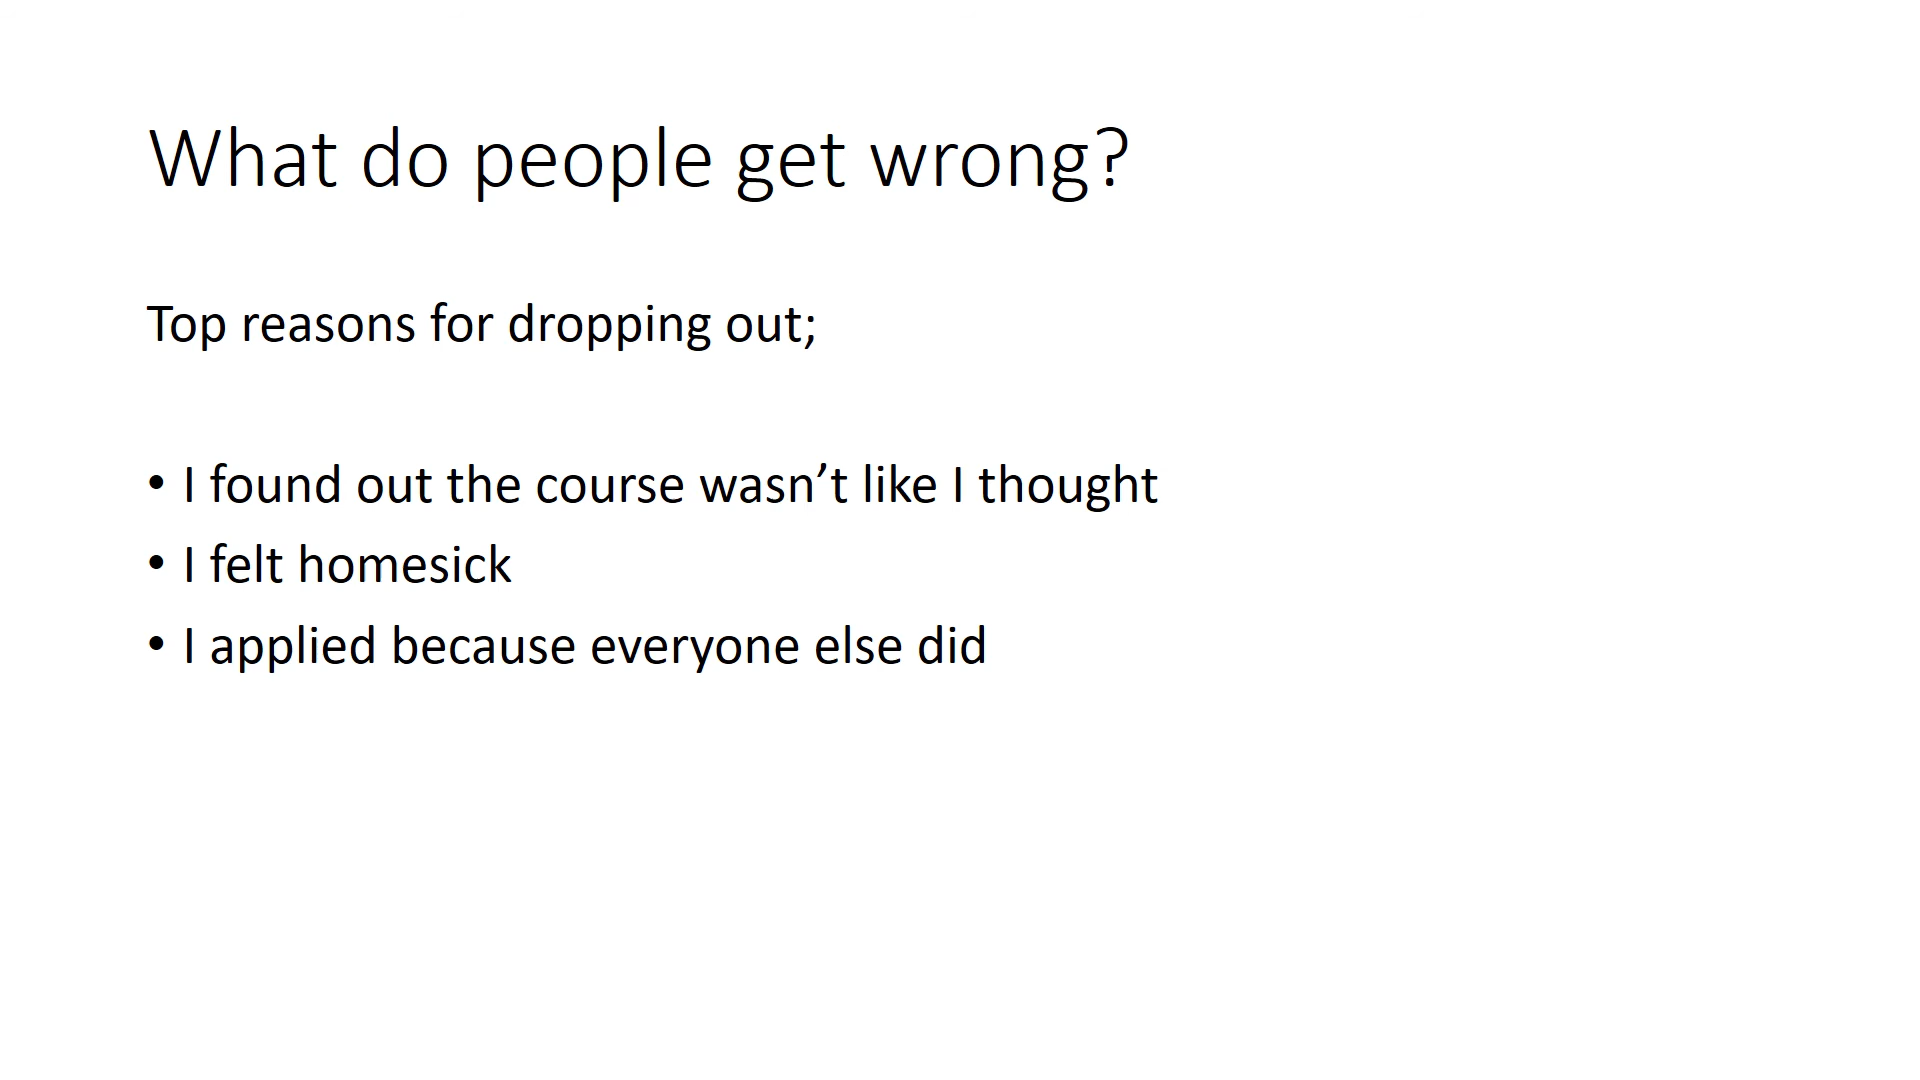 What do people get wrong?
Top reasons for dropping out;
• I found out the course wasn’t like I thought
• I felt homesick
• I applied because everyone else did